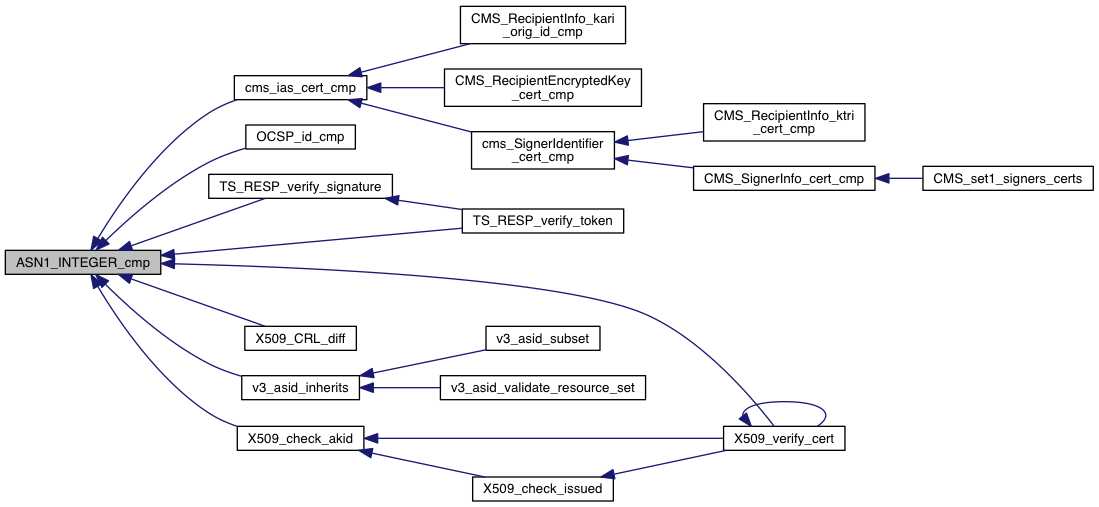 CMS_RecipientInfo_kari
_orig_id_cmp
cms_ias_cert_cmp
CMS_RecipientEncryptedKey
_cert_cmp
CMS_RecipientInfo_ktri
_cert_cmp
OCSP_id_cmp
cms_SignerIdentifier
_cert_cmp
TS_RESP_verify_signature
CMS_SignerInfo_cert_cmp
CMS_set1_signers_certs
TS_RESP_verify_token
ASN1_INTEGER_cmp
X509_CRL_diff
v3_asid_subset
v3_asid_inherits
v3_asid_validate_resource_set
X509_check_akid
X509_verify_cert
X509_check_issued